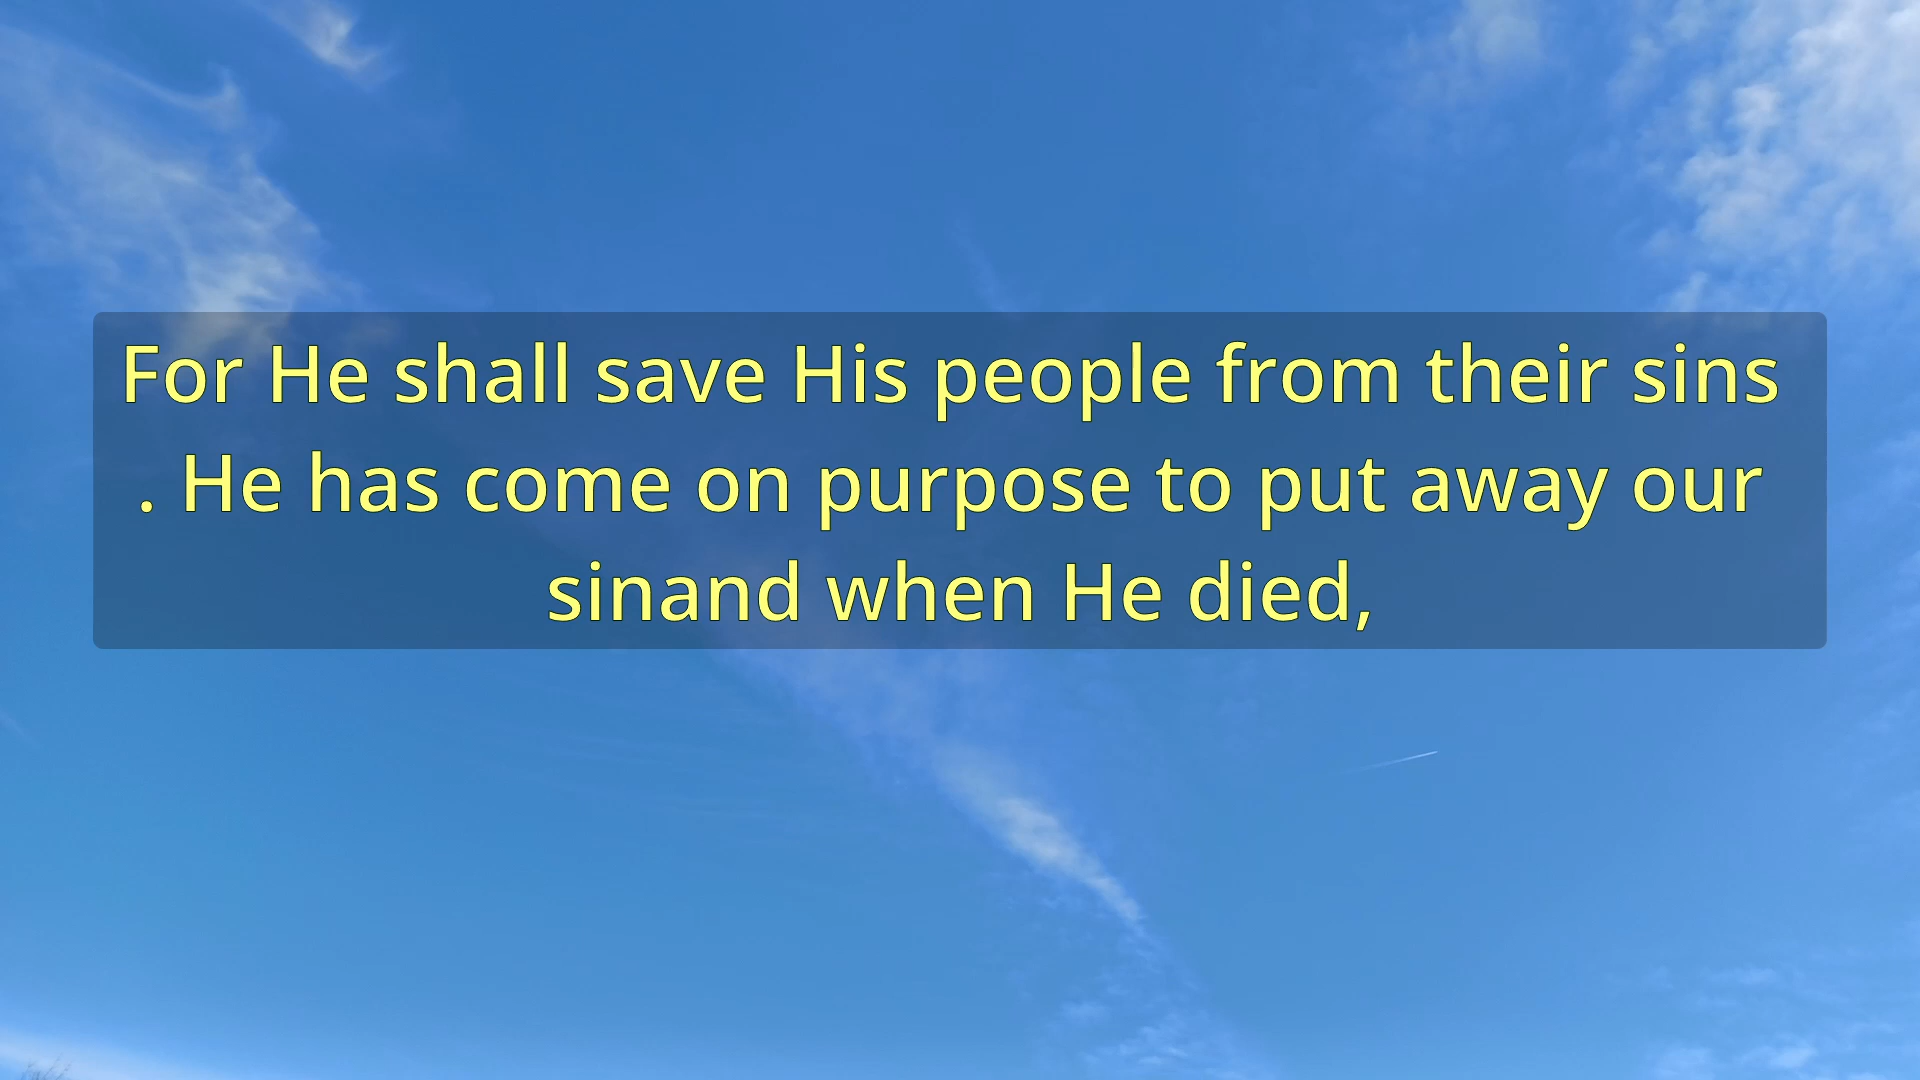 For He shall save His people from their sins
. He has come on purpose to put away our
sinand when He died,